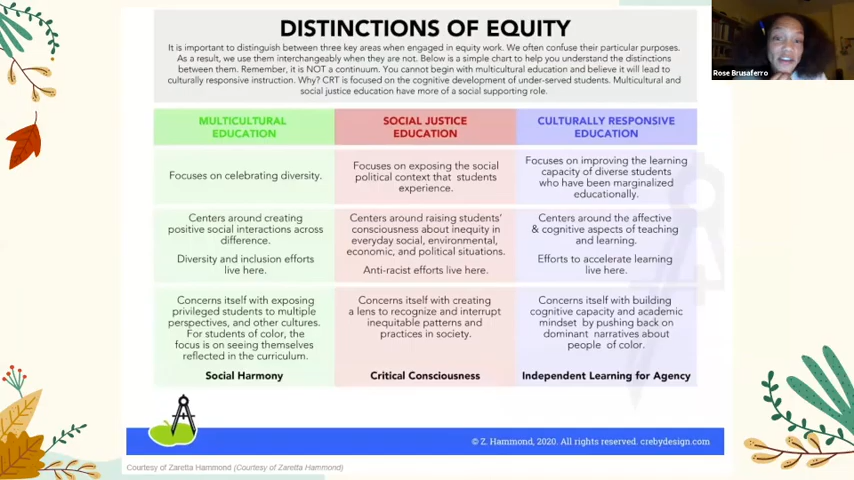 DISTINCTIONS OF EQUITY
It is important to distinguish between three key areas when engaged in equity work. We often confuse their particular purposes.
As a result, we use them interchangeably when they are not. Below is a simple chart to help you understand the distinctions
between them. Remember, it is NOT a continuum. You cannot begin with multicultural education and believe it will lead to
culturally responsive instruction. Why? CRT is focused on the cognitive development of under-served students. Multicultural and
social justice education have more of a social supporting role.
Rose Brusaferro
MULTICULTURAL
EDUCATION
SOCIAL JUSTICE
EDUCATION
CULTURALLY RESPONSIVE
EDUCATION
Focuses on celebrating diversity.
Focuses on exposing the social
political context that students
experience.
Focuses on improving the learning
capacity of diverse students
who have been marginalized
educationally.
Centers around creating
positive social interactions across
difference.
Diversity and inclusion efforts
live here.
Centers around raising students'
consciousness about inequity in
everyday social, environmental,
economic, and political situations.
Anti-racist efforts live here.
Centers around the affective
& cognitive aspects of teaching
and learning.
Efforts to accelerate learning
live here.
Concerns itself with exposing
privileged students to multiple
perspectives, and other cultures.
For students of color, the
focus is on seeing themselves
reflected in the curriculum.
Social Harmony
Concerns itself with creating
a lens to recognize and interrupt
inequitable patterns and
practices in society.
Critical Consciousness
Concerns itself with building
cognitive capacity and academic
mindset by pushing back on
dominant narratives about
people of color.
Independent Learning for Agency
© Z. Hammond, 2020. All rights reserved. crebydesign.com
Courtesy of Zaretta Hammond (Courtesy of Zaretta Hammond)